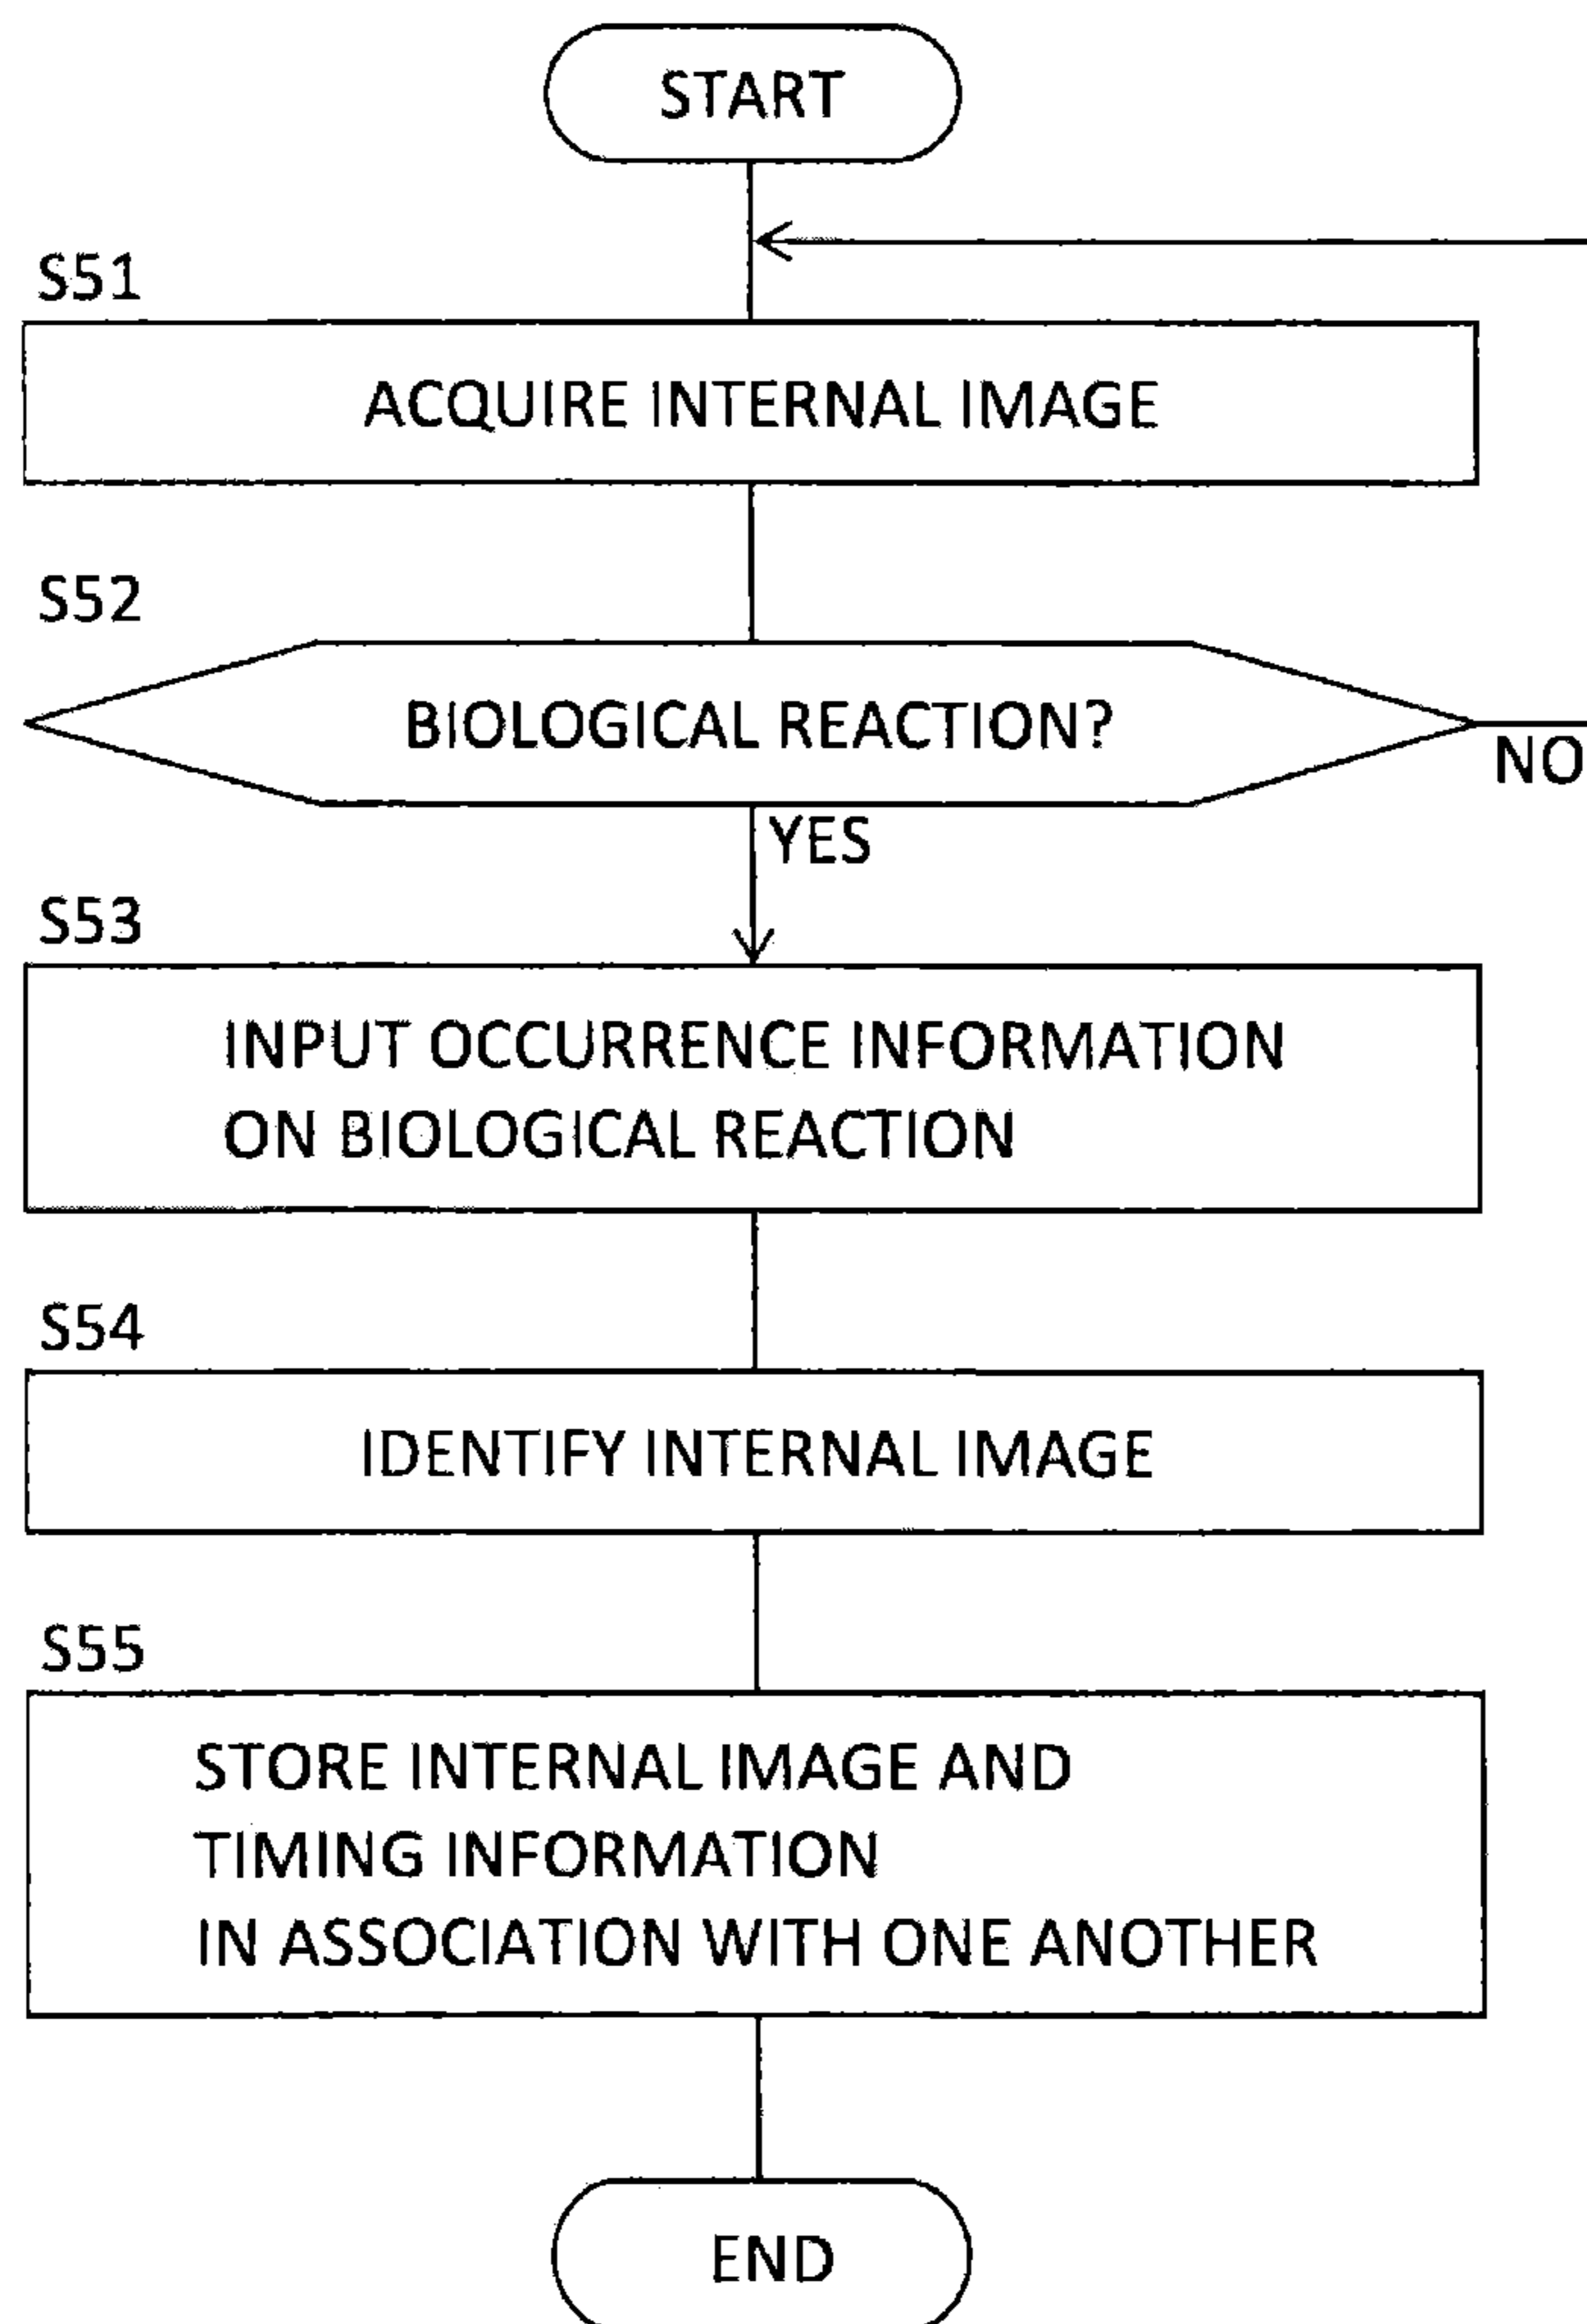 START
S51
ACQUIRE INTERNAL IMAGE
S52
BIOLOGICAL REACTION?
NO
YES
S53
INPUT OCCURRENCE INFORMATION
ON BIOLOGICAL REACTION
S54
IDENTIFY INTERNAL IMAGE
S55
STORE INTERNAL IMAGE AND
TIMING INFORMATION
IN ASSOCIATION WITH ONE ANOTHER
END